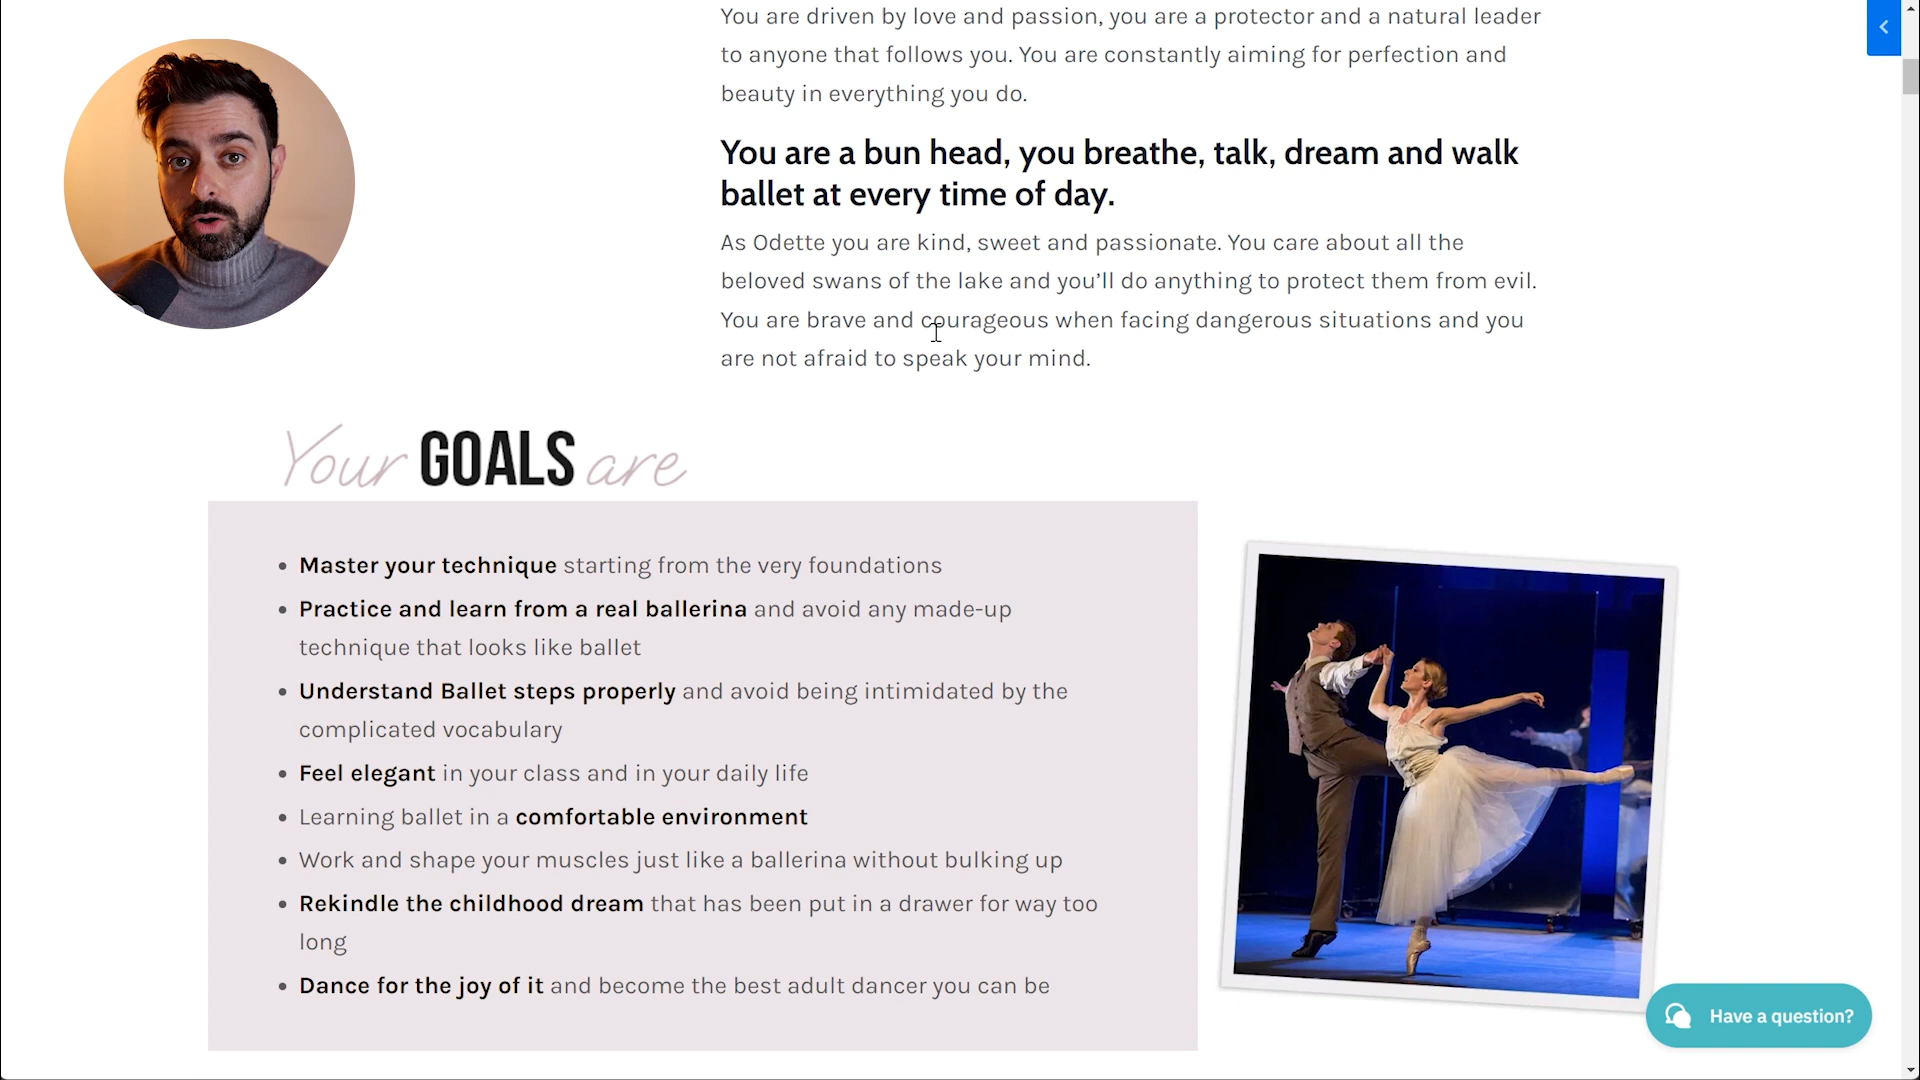 You are driven by love and passion, you are a protector and a natural leader
to anyone that follows you. You are constantly aiming for perfection and
beauty in everything you do.
You are a bun head, you breathe, talk, dream and walk
ballet at every time of day.
As Odette you are kind, sweet and passionate. You care about all the
beloved swans of the lake and you’ll do anything to protect them from evil.
You are brave and courageous when facing dangerous situations and you
are not afraid to speak your mind.
Your GOALS are
• Master your technique starting from the very foundations
• Practice and learn from a real ballerina and avoid any made-up
technique that looks like ballet
• Understand Ballet steps properly and avoid being intimidated by the
complicated vocabulary
• Feel elegant in your class and in your daily life
• Learning ballet in a comfortable environment
• Work and shape your muscles just like a ballerina without bulking up
• Rekindle the childhood dream that has been put in a drawer for way too
long
• Dance for the joy of it and become the best adult dancer you can be
Have a question?